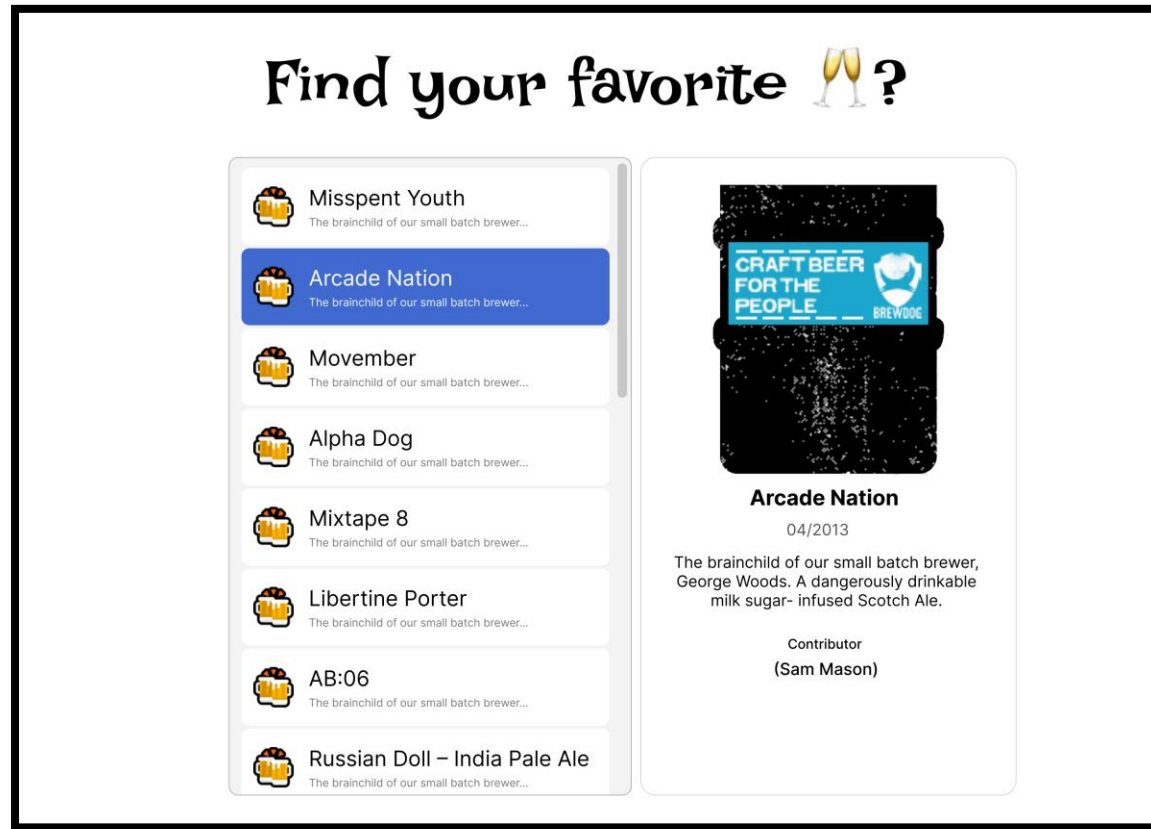 Find your favorite 🥂?
Misspent Youth
The brainchild of our small batch brewer...
Arcade Nation
The brainchild of our small batch brewer...
Movember
The brainchild of our small batch brewer...
Alpha Dog
The brainchild of our small batch brewer...
Mixtape 8
The brainchild of our small batch brewer...
Libertine Porter
The brainchild of our small batch brewer...
AB:06
The brainchild of our small batch brewer...
Russian Doll – India Pale Ale
The brainchild of our small batch brewer...
CRAFT BEER
FOR THE
PEOPLE
BREWDOG
Arcade Nation
04/2013
The brainchild of our small batch brewer,
George Woods. A dangerously drinkable
milk sugar- infused Scotch Ale.
Contributor
(Sam Mason)